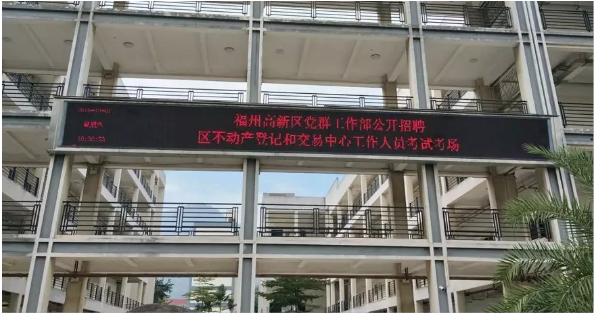 福州高新区党群工作部公开招聘
区不动产登记和交易中心工作人员考试考场